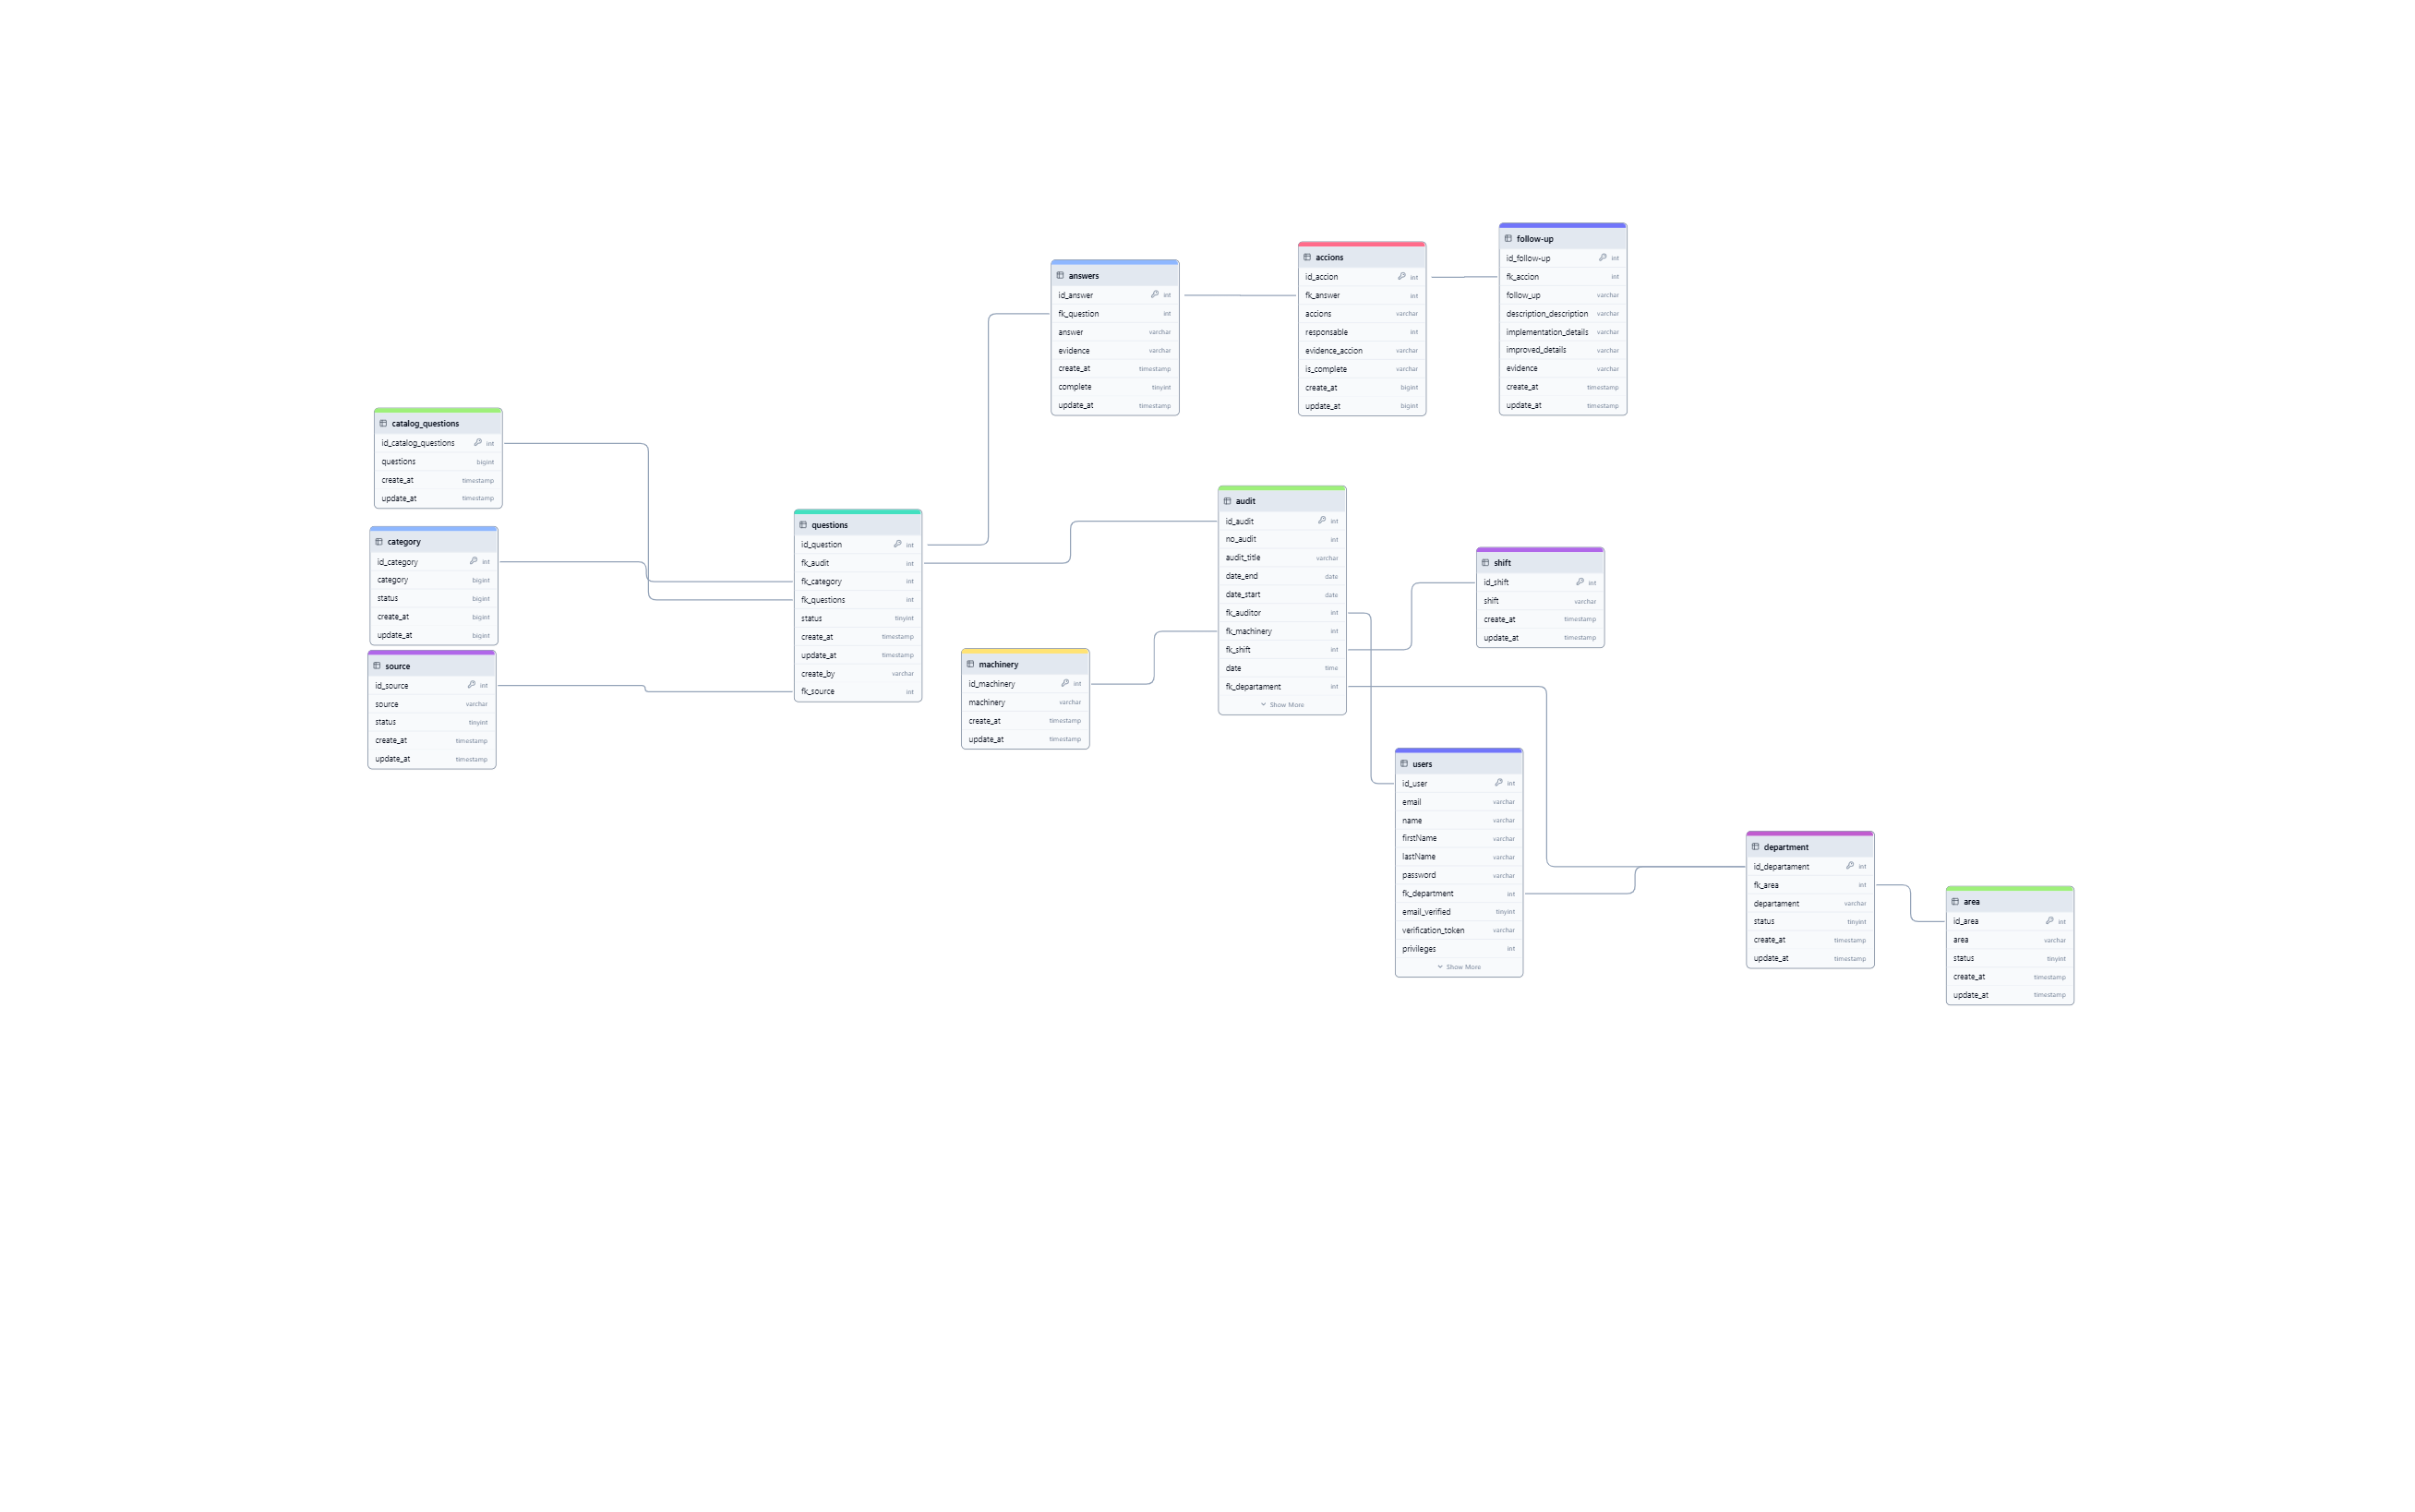 follow-up
id_follow-up int
fk_accion int
follow_up varchar
description_description varchar
implementation_details varchar
improved_details varchar
evidence varchar
create_at timestamp
update_at timestamp
accions
id_accion int
fk_answer int
accions varchar
responsable int
evidence_accion varchar
is_complete varchar
create_at bigint
update_at bigint
answers
id_answer int
fk_question int
answer varchar
evidence varchar
create_at timestamp
complete tinyint
update_at timestamp
catalog_questions
id_catalog_questions int
questions bigint
create_at timestamp
update_at timestamp
category
id_category int
category bigint
status bigint
create_at bigint
update_at bigint
source
id_source int
source varchar
status tinyint
create_at timestamp
update_at timestamp
questions
id_question int
fk_audit int
fk_category int
fk_questions int
status tinyint
create_at timestamp
update_at timestamp
create_by varchar
fk_source int
machinery
id_machinery int
machinery varchar
create_at timestamp
update_at timestamp
audit
id_audit int
no_audit int
audit_title varchar
date_end date
date_start date
fk_auditor int
fk_machinery int
fk_shift int
date time
fk_departament int
Show More
shift
id_shift int
shift varchar
create_at timestamp
update_at timestamp
users
id_user int
email varchar
name varchar
firstName varchar
lastName varchar
password varchar
fk_department int
email_verified tinyint
verification_token varchar
privileges int
Show More
department
id_departament int
fk_area int
departament varchar
status tinyint
create_at timestamp
update_at timestamp
area
id_area int
area varchar
status tinyint
create_at timestamp
update_at timestamp